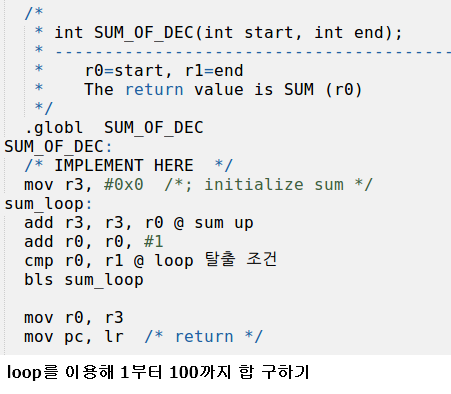 /*
* int SUM_OF_DEC(int start, int end);
* ----------------------------------------
*    r0=start, r1=end
*    The return value is SUM (r0)
*/
.globl  SUM_OF_DEC
SUM_OF_DEC:
/* IMPLEMENT HERE  */
mov r3, #0x0  /*; initialize sum */
sum_loop:
add r3, r3, r0 @ sum up
add r0, r0, #1
cmp r0, r1 @ loop 탈출 조건
bls sum_loop
mov r0, r3
mov pc, lr  /* return */
loop를 이용해 1부터 100까지 합 구하기